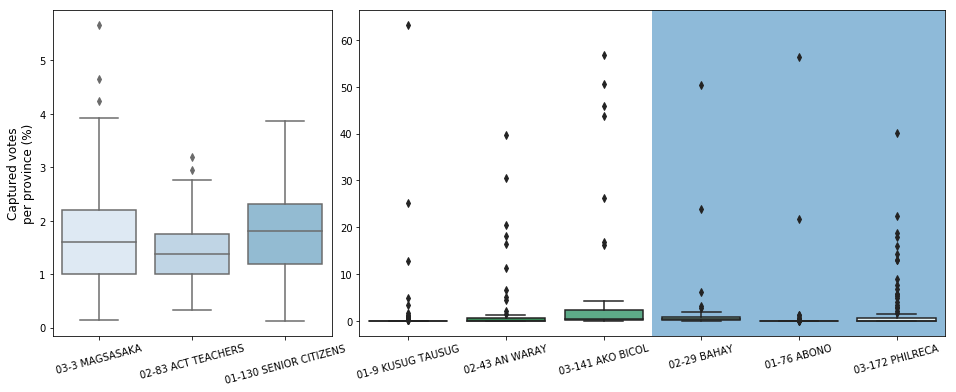 Captured votes
per province (%)
5
4
3
2
1
0
03-3 MAGSASAKA
02-83 ACT TEACHERS
01-130 SENIOR CITIZENS
60
50
40
30
20
10
0
01-9 KUSUG TAUSUG
02-43 AN WARAY
03-141 AKO BICOL
02-29 BAHAY
01-76 ABONO
03-172 PHILRECA